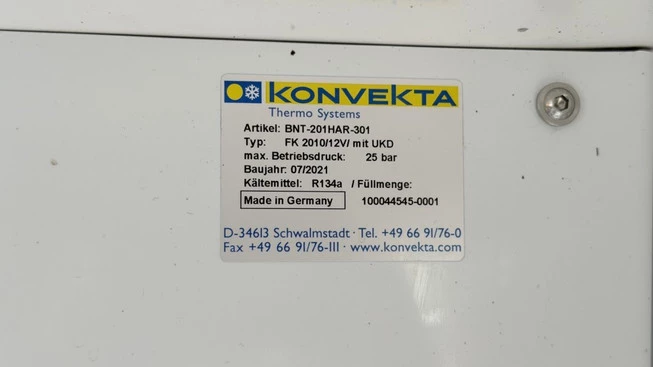 KONVEKTA
Thermo Systems
Artikel: BNT-201HAR-301
Typ: FK 2010/12V/ mit UKD
max. Betriebsdruck: 25 bar
Baujahr: 07/2021
Kältemittel: R134a / Füllmenge:
Made in Germany 100044545-0001
D-34613 Schwalmstadt · Tel. +49 66 91/76-0
Fax +49 66 91/76-111 · www.konvekta.com